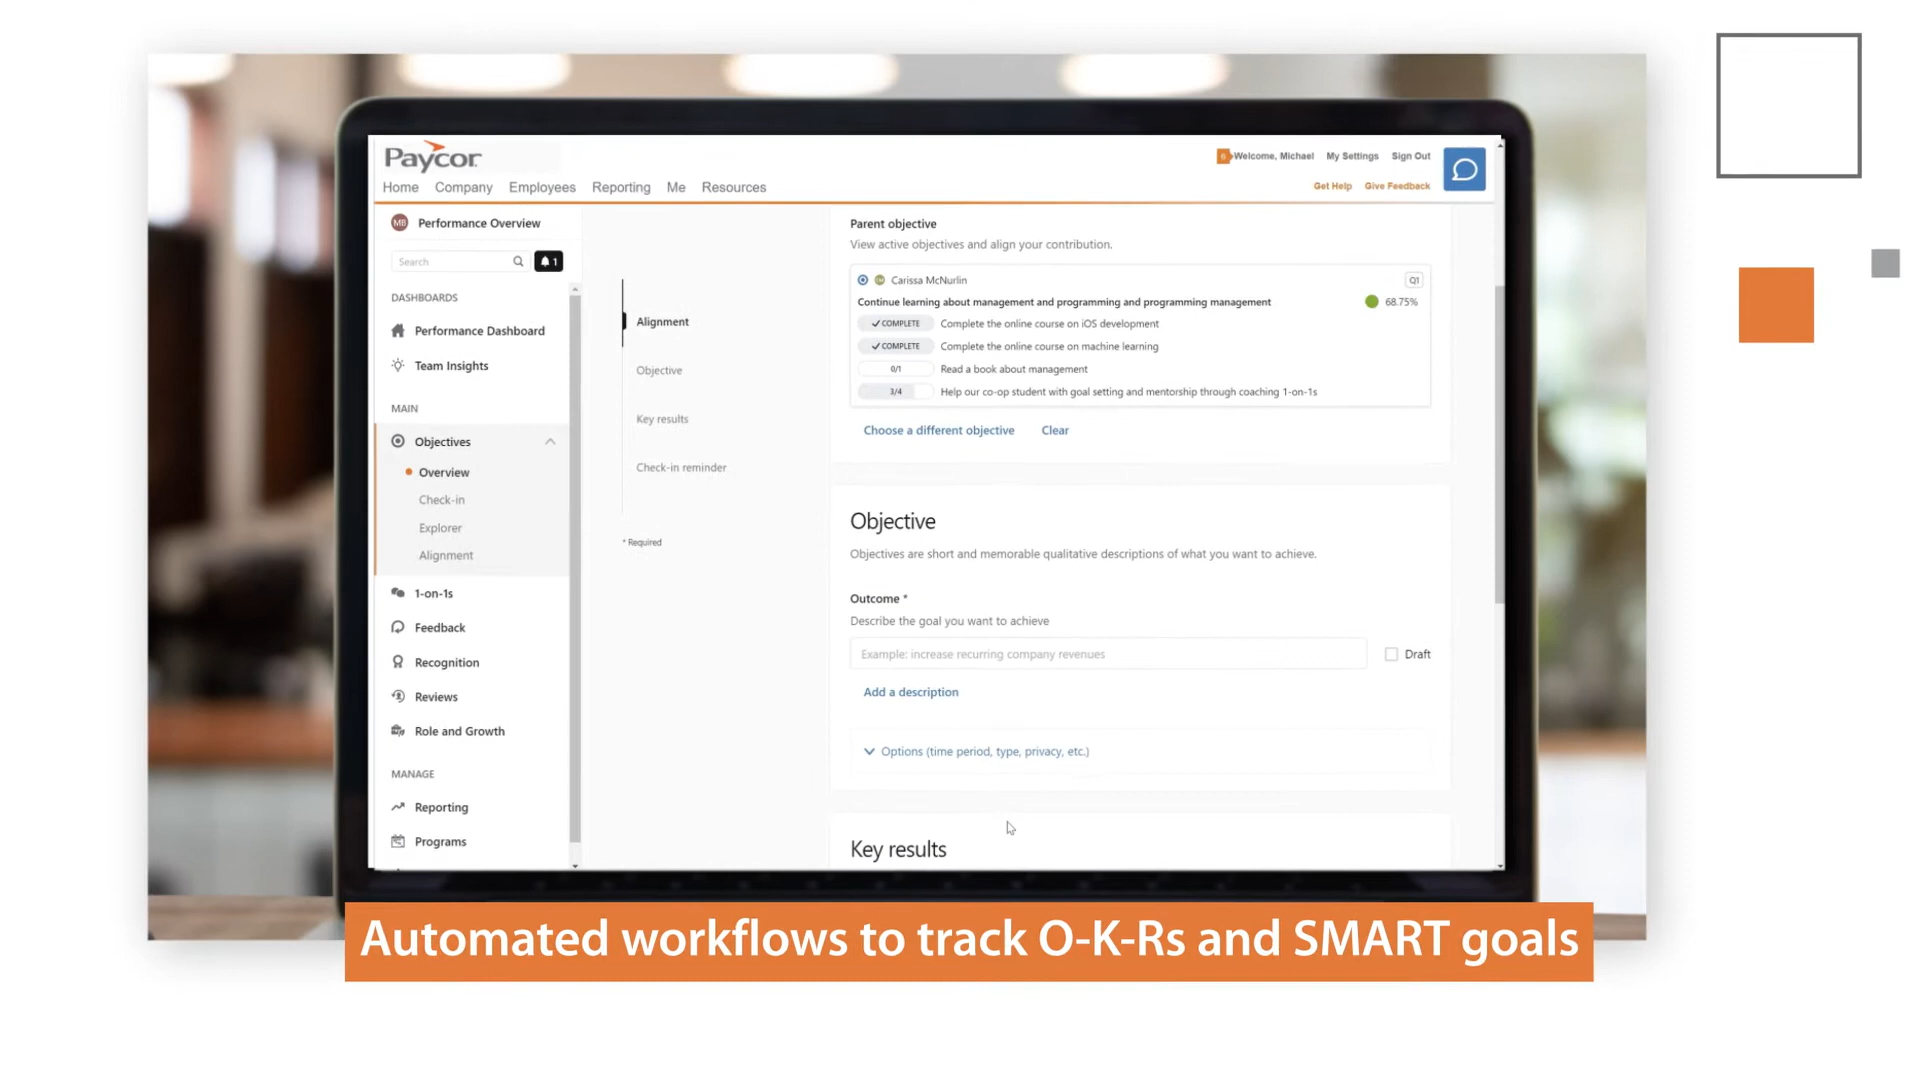 Paycor
6 Welcome, Michael My Settings Sign Out
Home Company Employees Reporting Me Resources
Get Help Give Feedback
MB Performance Overview
Search
1
DASHBOARDS
Performance Dashboard
Team Insights
MAIN
Objectives
Overview
Check-in
Explorer
Alignment
1-on-1s
Feedback
Recognition
Reviews
Role and Growth
MANAGE
Reporting
Programs
Alignment
Objective
Key results
Check-in reminder
* Required
Parent objective
View active objectives and align your contribution.
Carissa McNurlin Q1
Continue learning about management and programming and programming management 68.75%
COMPLETE Complete the online course on iOS development
COMPLETE Complete the online course on machine learning
0/1 Read a book about management
3/4 Help our co-op student with goal setting and mentorship through coaching 1-on-1s
Choose a different objective Clear
Objective
Objectives are short and memorable qualitative descriptions of what you want to achieve.
Outcome *
Describe the goal you want to achieve
Example: increase recurring company revenues Draft
Add a description
Options (time period, type, privacy, etc.)
Key results
Automated workflows to track O-K-Rs and SMART goals